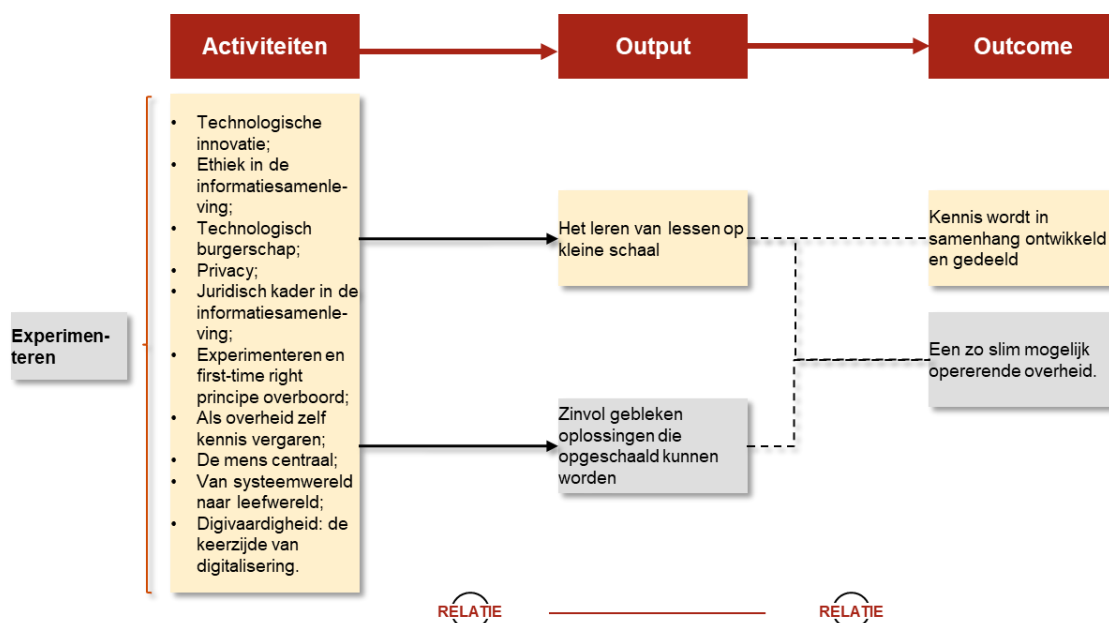 Activiteiten
Output
Outcome
Experimen-
teren
• Technologische
innovatie;
• Ethiek in de
informatiesamenle-
ving;
• Technologisch
burgerschap;
• Privacy;
• Juridisch kader in de
informatiesamenle-
ving;
• Experimenteren en
first-time right
principe overboord;
• Als overheid zelf
kennis vergaren;
• De mens centraal;
• Van systeemwereld
naar leefwereld;
• Digivaardigheid: de
keerzijde van
digitalisering.
Het leren van lessen op
kleine schaal
Zinvol gebleken
oplossingen die
opgeschaald kunnen
worden
Kennis wordt in
samenhang ontwikkeld
en gedeeld
Een zo slim mogelijk
opererende overheid.
RELATIE
RELATIE